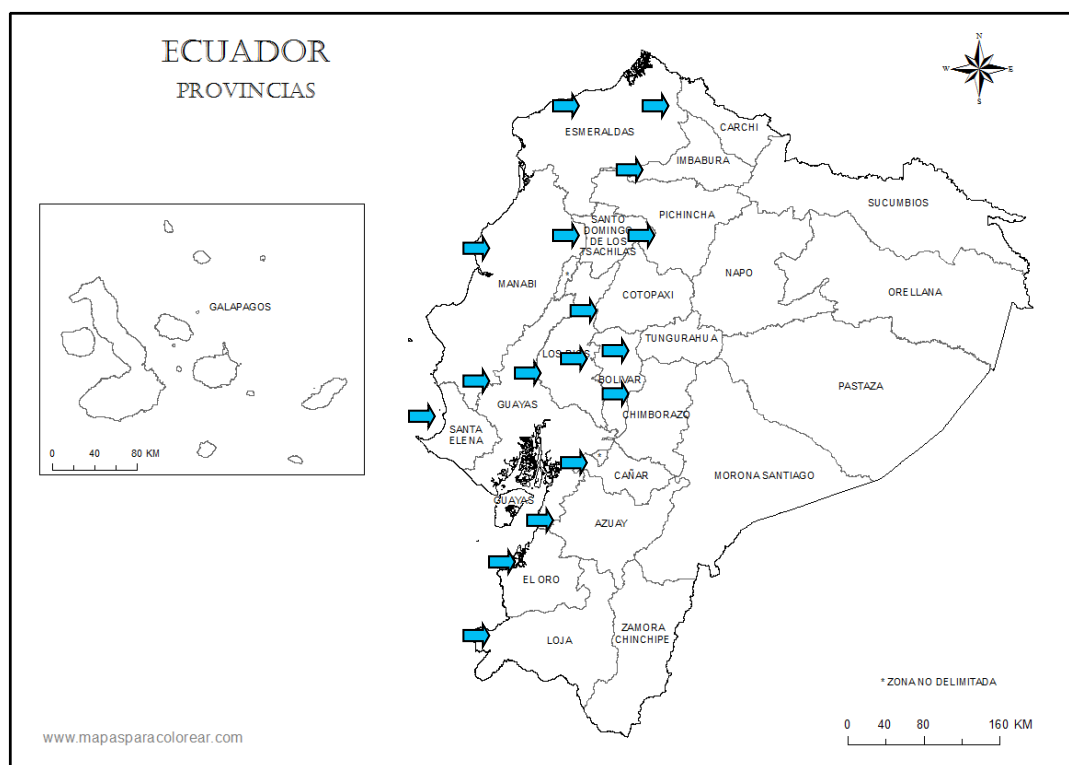 ECUADOR
PROVINCIAS
N
W
E
S
ESMERALDAS
CARCHI
IMBABURA
SUCUMBIOS
PICHINCHA
SANTO
DOMINGO
DE LOS
TSACHILAS
NAPO
ORELLANA
MANABI
COTOPAXI
GALAPAGOS
TUNGURAHUA
LOS RIOS
BOLIVAR
PASTAZA
GUAYAS
CHIMBORAZO
SANTA
ELENA
0 40 80 KM
*
CAÑAR
MORONA SANTIAGO
GUAYAS
AZUAY
EL ORO
ZAMORA
CHINCHIPE
LOJA
* ZONA NO DELIMITADA
0 40 80 160 KM
www.mapasparacolorear.com